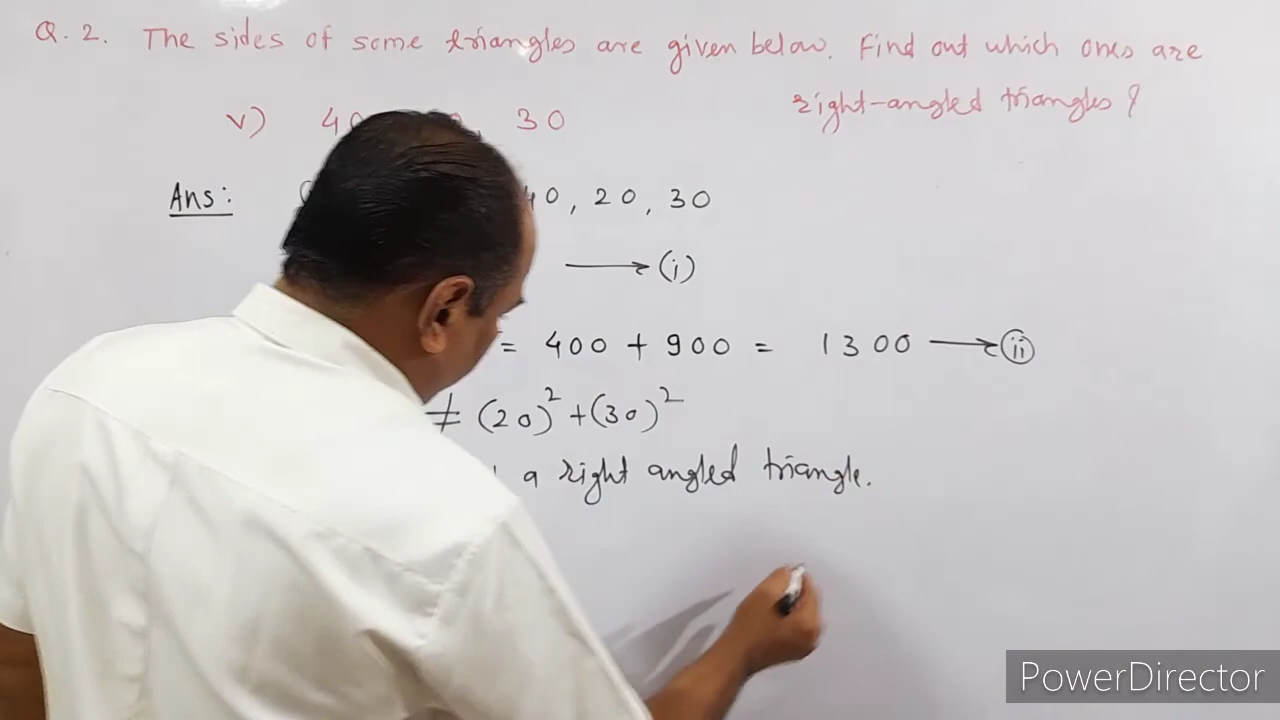 Q. 2. The sides of some triangles are given below. Find out which ones are
right-angled triangles ?
v) 40 30
Ans: 40, 20, 30
⟶ (i)
= 400 + 900 = 1300 ⟶ (ii)
≠ (20)² + (30)²
a right angled triangle.
PowerDirector